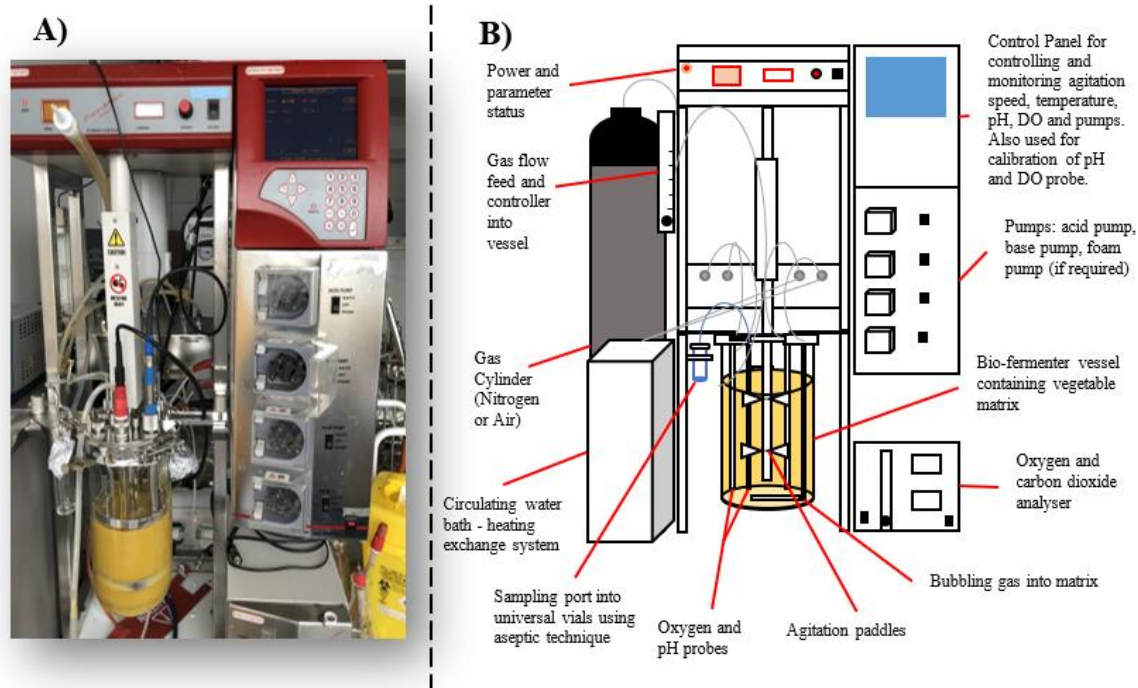 A)
CAUTION
ACID PUMP
B)
Power and
parameter
status
Gas flow
feed and
controller
into
vessel
Gas
Cylinder
(Nitrogen
or Air)
Circulating water
bath - heating
exchange system
Sampling port into
universal vials using
aseptic technique
Oxygen and
pH probes
Agitation paddles
Bubbling gas into matrix
Oxygen and
carbon dioxide
analyser
Bio-fermenter vessel
containing vegetable
matrix
Pumps: acid pump,
base pump, foam
pump (if required)
Control Panel for
controlling and
monitoring agitation
speed, temperature,
pH, DO and pumps.
Also used for
calibration of pH
and DO probe.